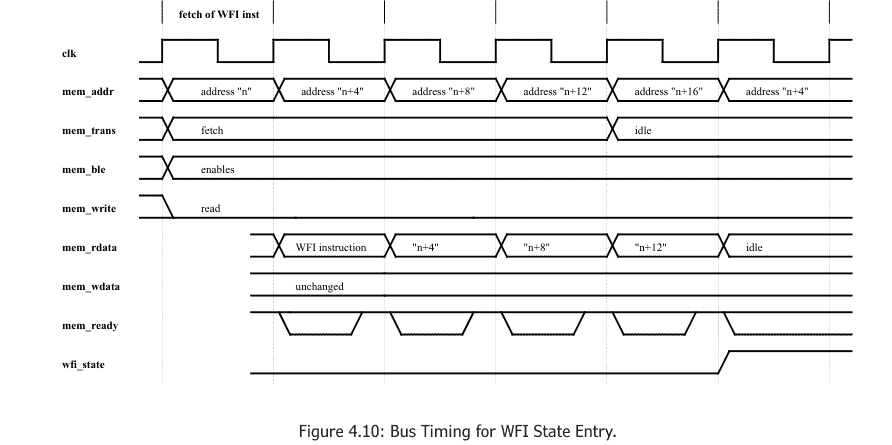 fetch of WFI inst
clk
mem_addr address "n" address "n+4" address "n+8" address "n+12" address "n+16" address "n+4"
mem_trans fetch idle
mem_ble enables
mem_write read
mem_rdata WFI instruction "n+4" "n+8" "n+12" idle
mem_wdata unchanged
mem_ready
wfi_state
Figure 4.10: Bus Timing for WFI State Entry.